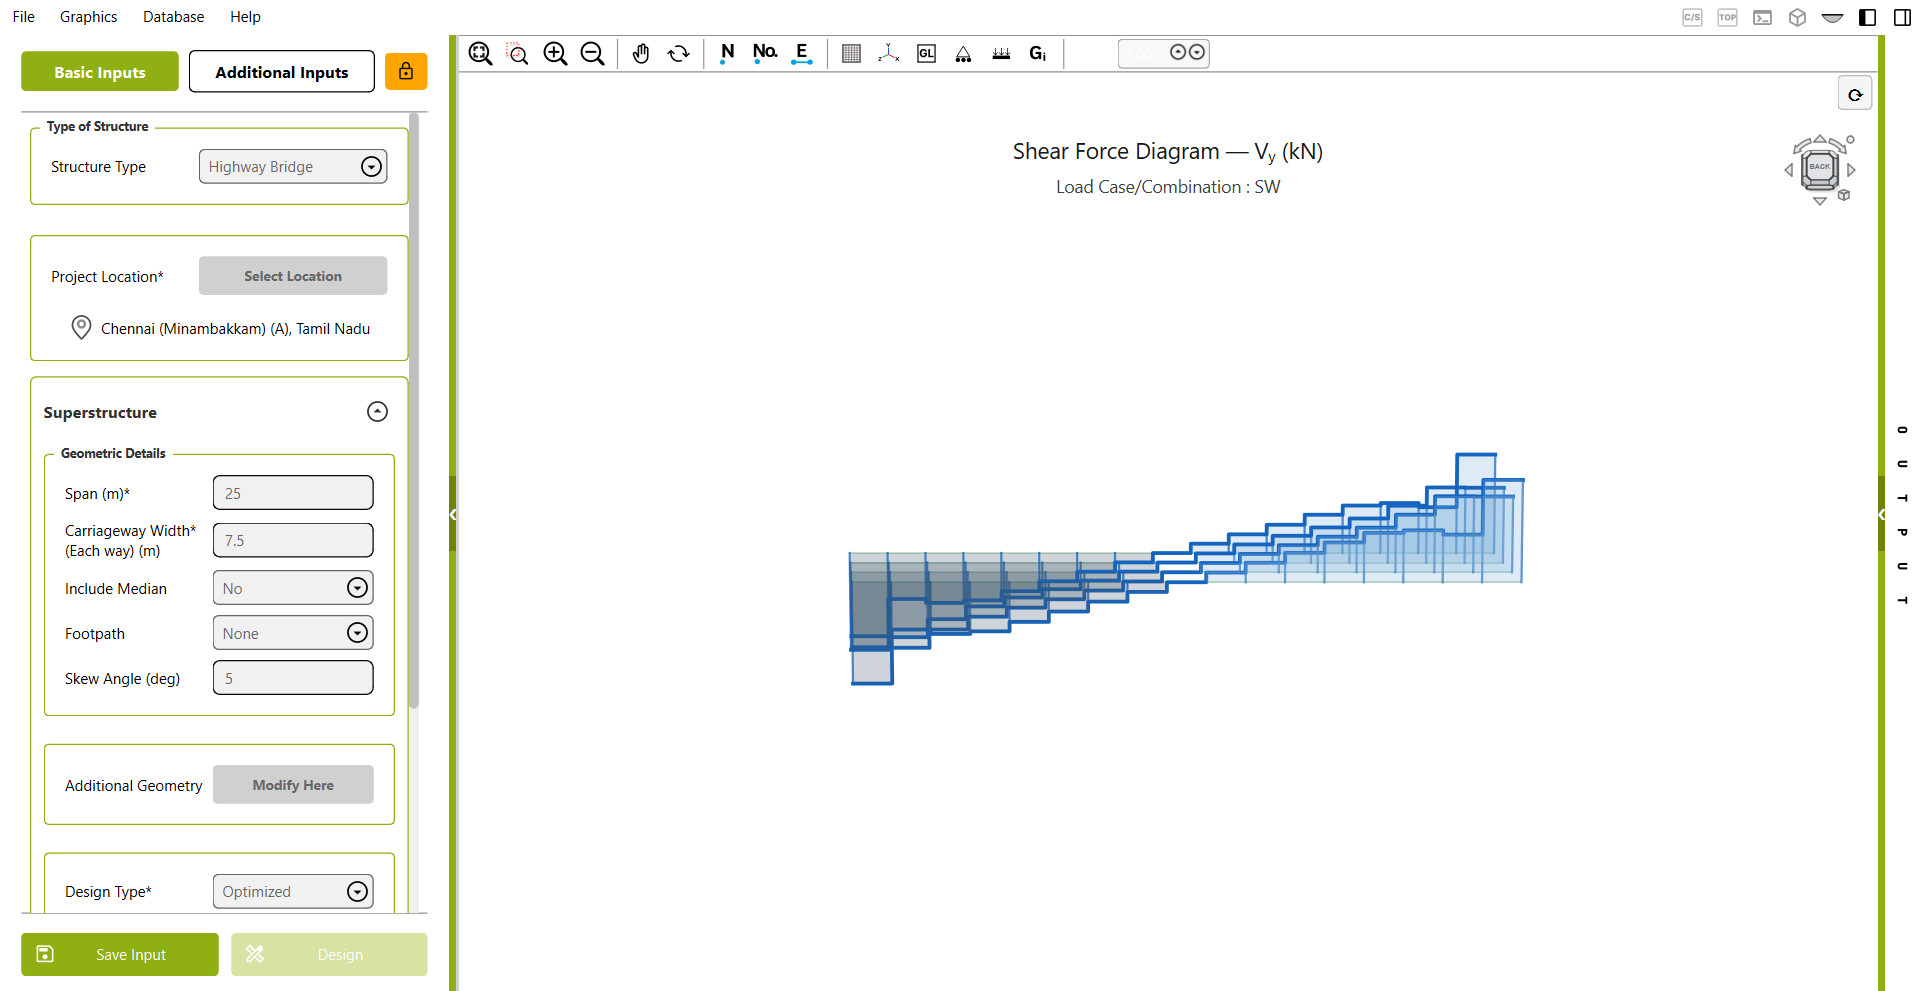 File Graphics Database Help
C/S TOP
Basic Inputs Additional Inputs
N No. E GL Gi
Type of Structure
Structure Type Highway Bridge
Project Location* Select Location
Chennai (Minambakkam) (A), Tamil Nadu
Superstructure
Geometric Details
Span (m)* 25
Carriageway Width* (Each way) (m) 7.5
Include Median No
Footpath None
Skew Angle (deg) 5
Additional Geometry Modify Here
Design Type* Optimized
Save Input Design
Shear Force Diagram — Vy (kN)
Load Case/Combination : SW
Y
Z X
BACK
OUTPUT